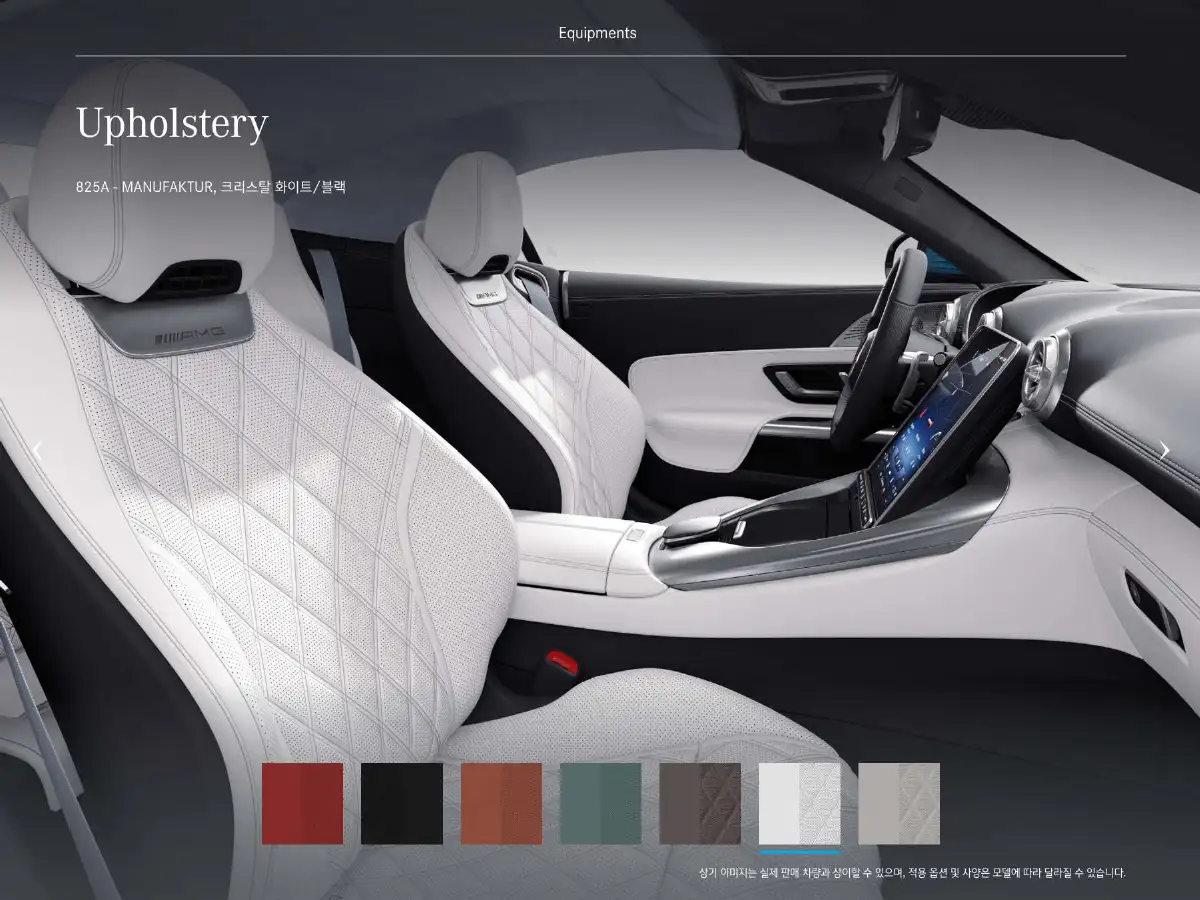 Equipments
Upholstery
825A - MANUFAKTUR, 크리스탈 화이트/블랙
AMG
AMG
상기 이미지는 실제 판매 차량과 상이할 수 있으며, 적용 옵션 및 사양은 모델에 따라 달라질 수 있습니다.